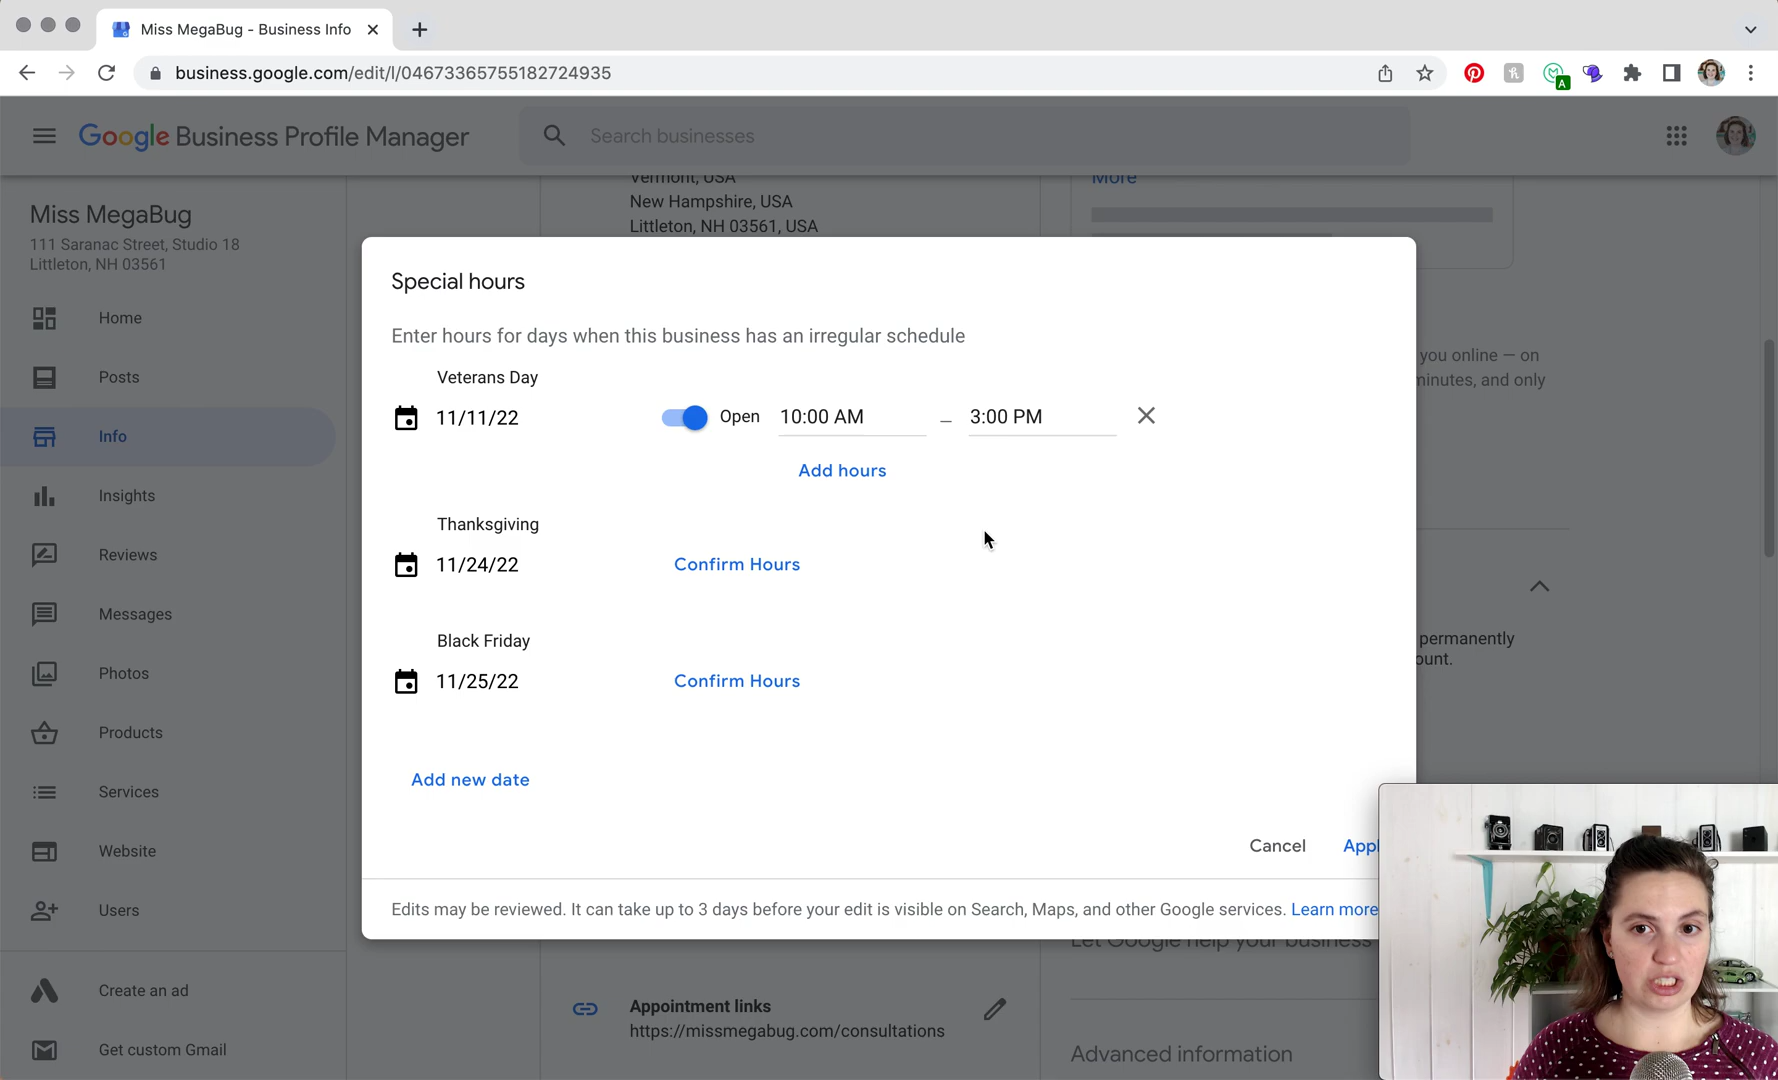 Miss MegaBug - Business Info
business.google.com/edit/l/04673365755182724935
A
Google Business Profile Manager
Search businesses
Miss MegaBug
111 Saranac Street, Studio 18
Littleton, NH 03561
Home
Posts
Info
Insights
Reviews
Messages
Photos
Products
Services
Website
Users
Create an ad
Get custom Gmail
Vermont, USA
New Hampshire, USA
Littleton, NH 03561, USA
More
you online — on
minutes, and only
permanently
ount.
Special hours
Enter hours for days when this business has an irregular schedule
Veterans Day
11/11/22 Open 10:00 AM – 3:00 PM
Add hours
Thanksgiving
11/24/22 Confirm Hours
Black Friday
11/25/22 Confirm Hours
Add new date
Cancel Appl
Edits may be reviewed. It can take up to 3 days before your edit is visible on Search, Maps, and other Google services. Learn more
Let Google help your business
Appointment links
https://missmegabug.com/consultations
Advanced information